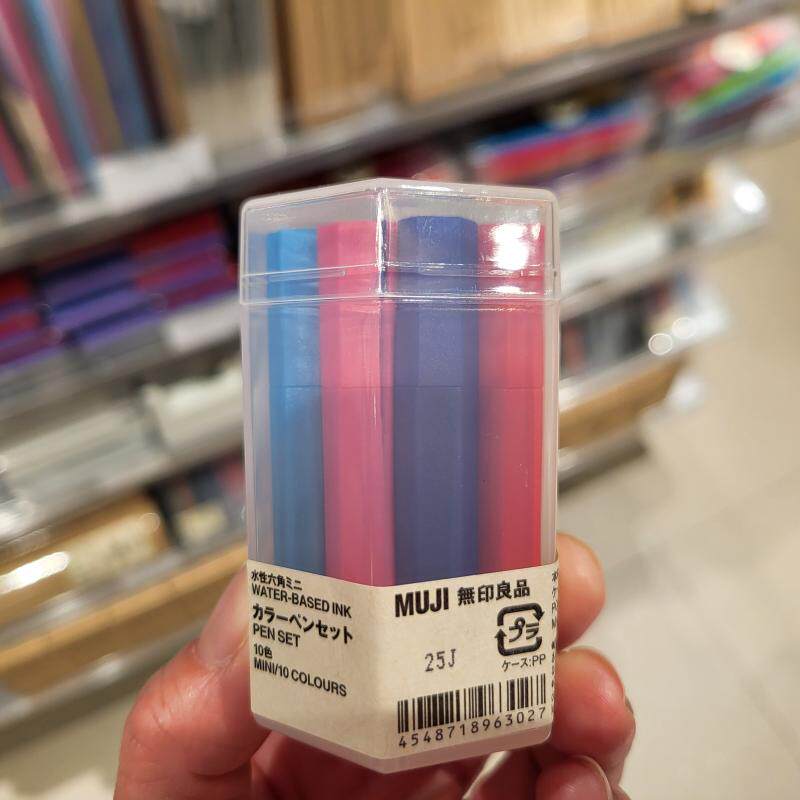 水性六角ミニ
WATER-BASED INK
カラーペンセット
PEN SET
10色
MINI/10 COLOURS
MUJI 無印良品
プラ
ケース:PP
25J
4548718963027